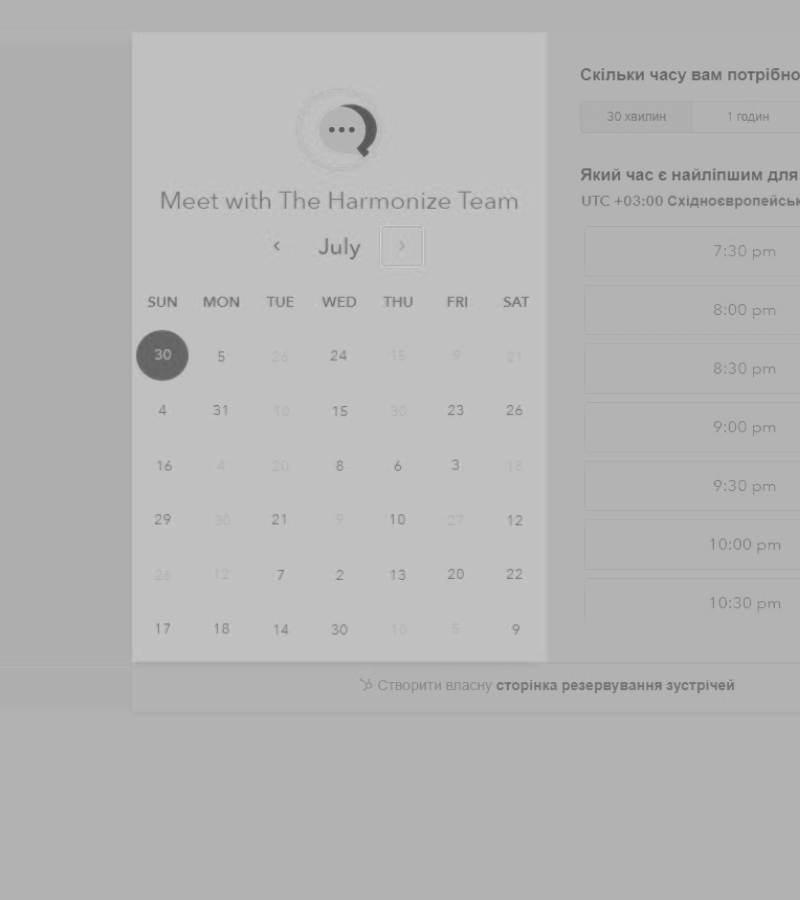 Meet with The Harmonize Team
July
SUN MON TUE WED THU FRI SAT
30 5 26 24 15 9 21
4 31 10 15 30 23 26
16 4 20 8 6 3 18
29 30 21 9 10 27 12
26 12 7 2 13 20 22
17 18 14 30 10 5 9
Скільки часу вам потрібно
30 хвилин 1 годин
Який час є найліпшим для
UTC +03:00 Східноєвропейськ
7:30 pm
8:00 pm
8:30 pm
9:00 pm
9:30 pm
10:00 pm
10:30 pm
Створити власну сторінка резервування зустрічей